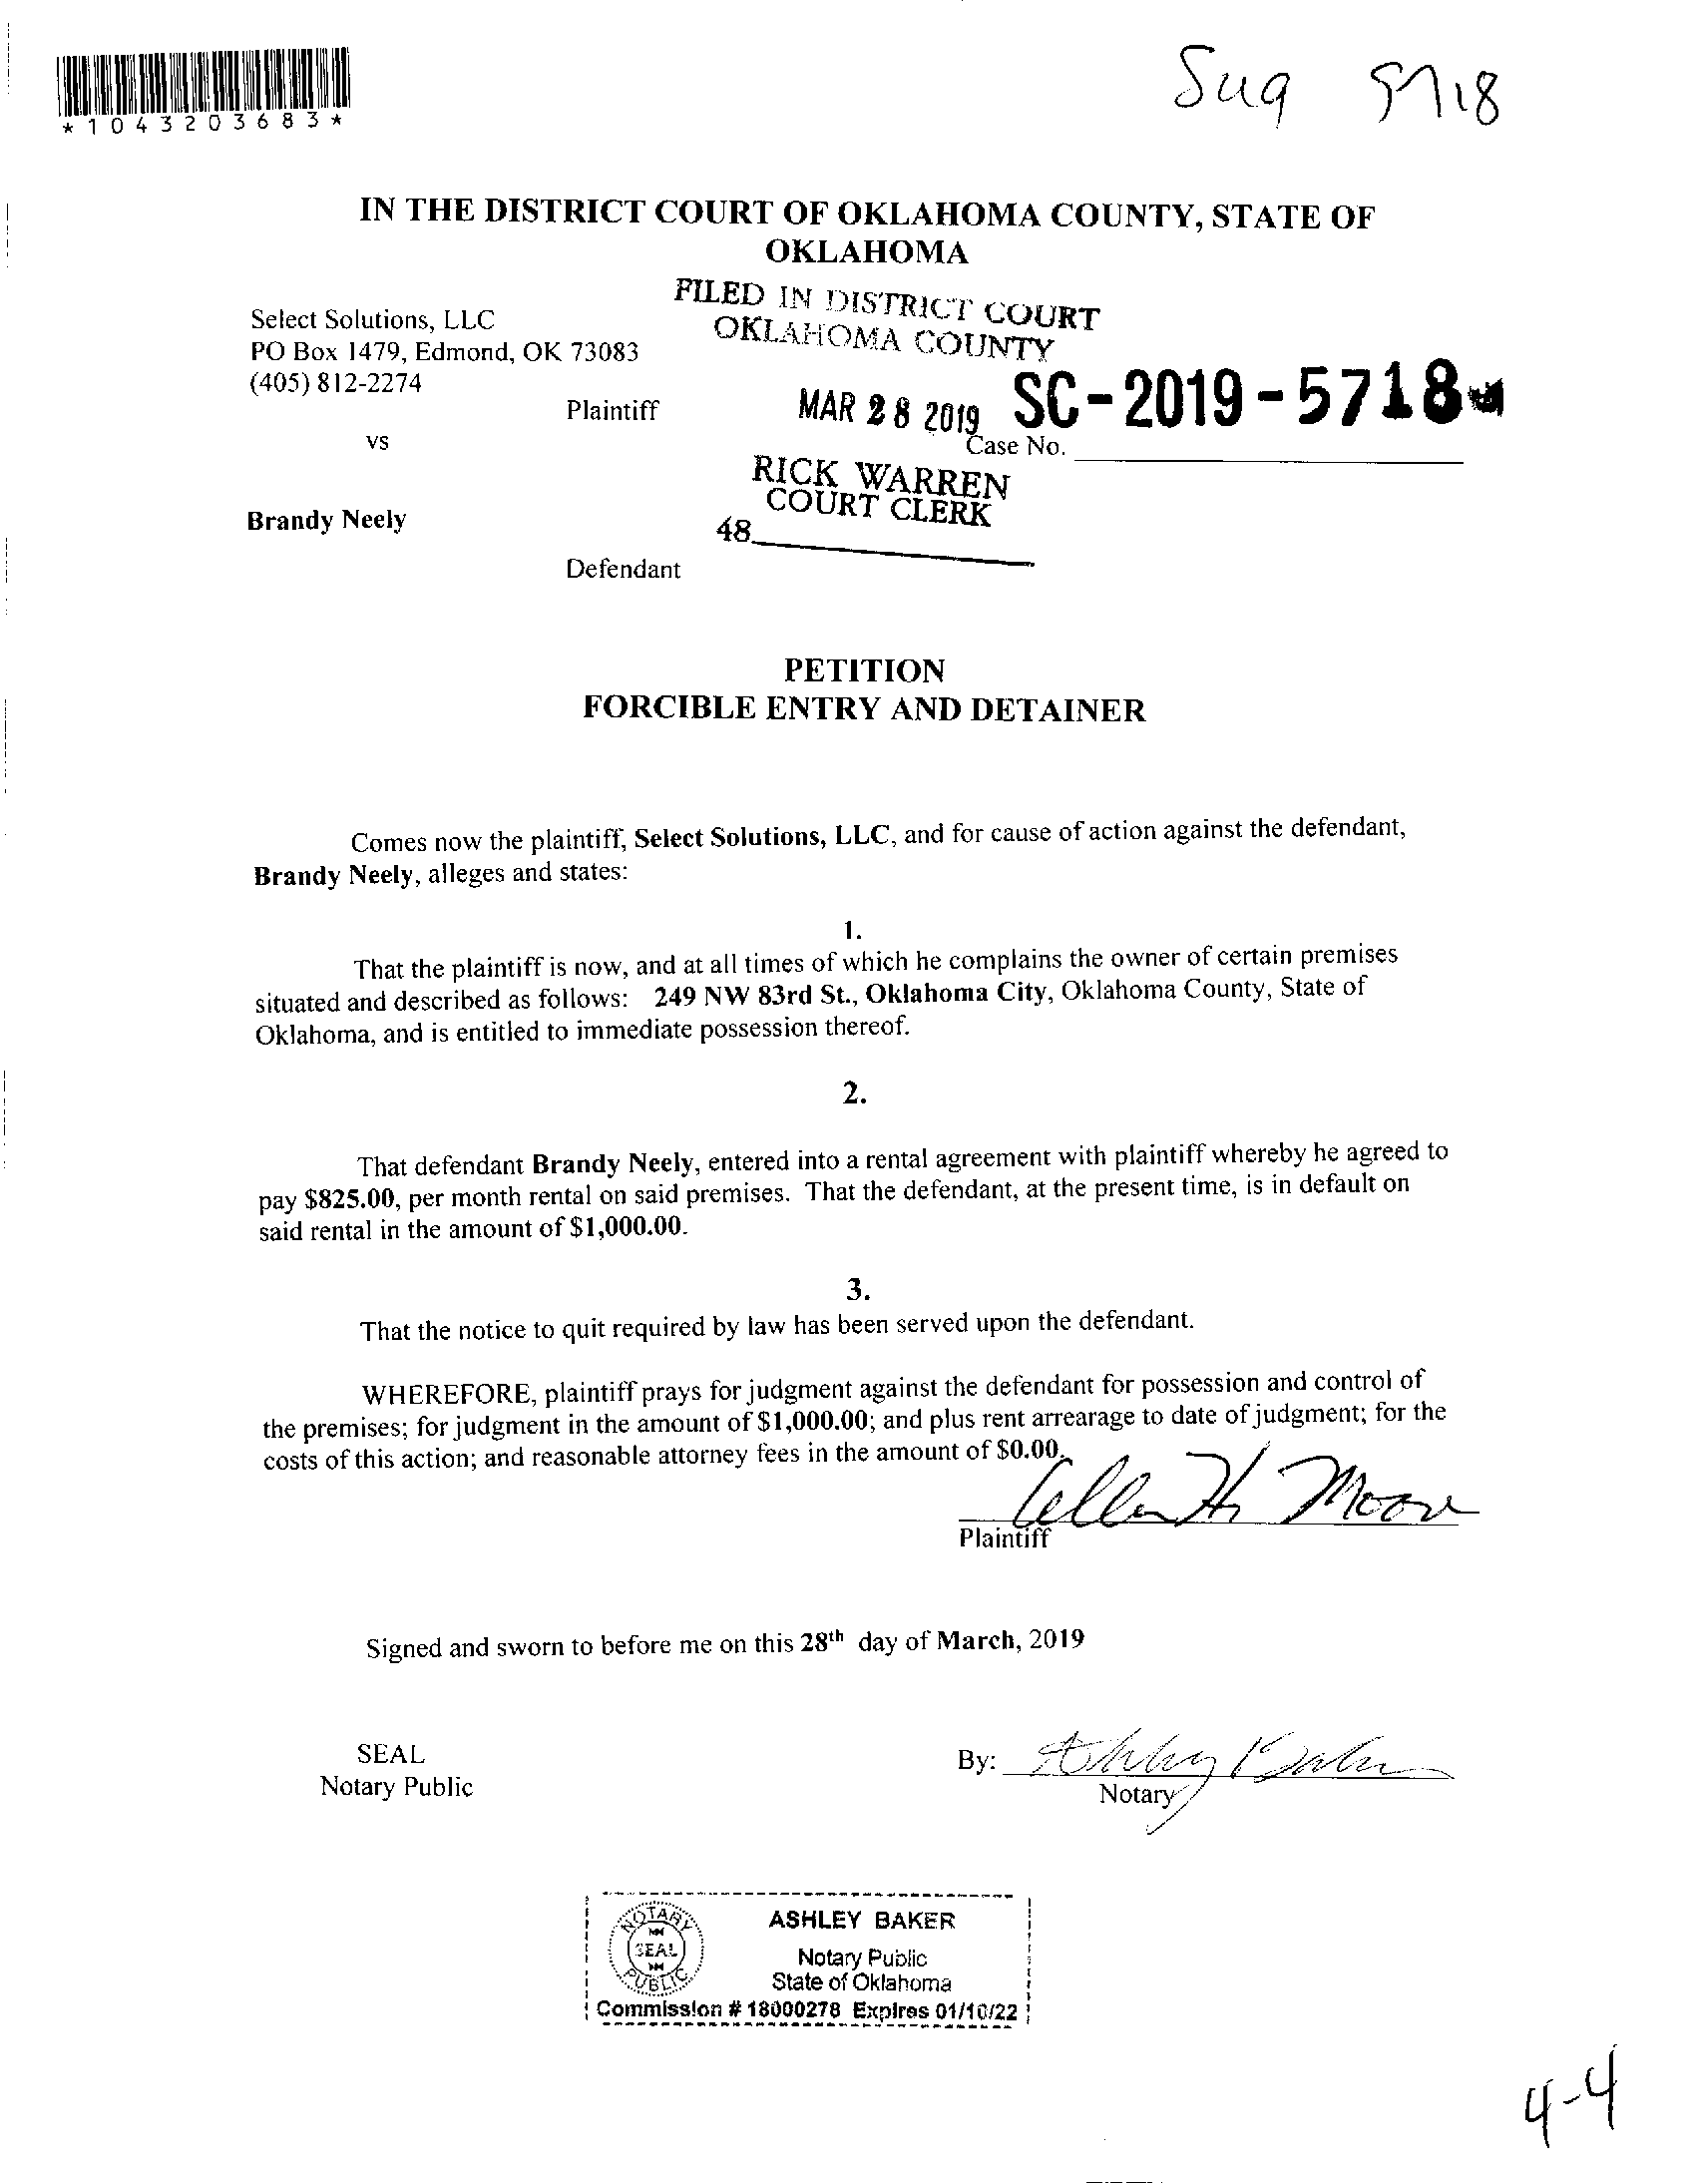 *1043203683*
5718
IN THE DISTRICT COURT OF OKLAHOMA COUNTY, STATE OF
OKLAHOMA
FILED IN DISTRICT COURT
OKLAHOMA COUNTY
Select Solutions, LLC
PO Box 1479, Edmond, OK 73083
(405) 812-2274
Plaintiff
MAR 28 2019
SC-2019-5718
vs
Case No.
RICK WARREN
COURT CLERK
Brandy Neely
48
Defendant
PETITION
FORCIBLE ENTRY AND DETAINER
Comes now the plaintiff, Select Solutions, LLC, and for cause of action against the defendant,
Brandy Neely, alleges and states:
1.
That the plaintiff is now, and at all times of which he complains the owner of certain premises
situated and described as follows: 249 NW 83rd St., Oklahoma City, Oklahoma County, State of
Oklahoma, and is entitled to immediate possession thereof.
2.
That defendant Brandy Neely, entered into a rental agreement with plaintiff whereby he agreed to
pay $825.00, per month rental on said premises. That the defendant, at the present time, is in default on
said rental in the amount of $1,000.00.
3.
That the notice to quit required by law has been served upon the defendant.
WHEREFORE, plaintiff prays for judgment against the defendant for possession and control of
the premises; for judgment in the amount of $1,000.00; and plus rent arrearage to date of judgment; for the
costs of this action; and reasonable attorney fees in the amount of $0.00.
Moore
Plaintiff
Signed and sworn to before me on this 28th day of March, 2019
SEAL
Notary Public
By: Ashley Baker
Notary
NOTARY
SEAL
PUBLIC
ASHLEY BAKER
Notary Public
State of Oklahoma
Commission # 18000278 Expires 01/10/22
4-4